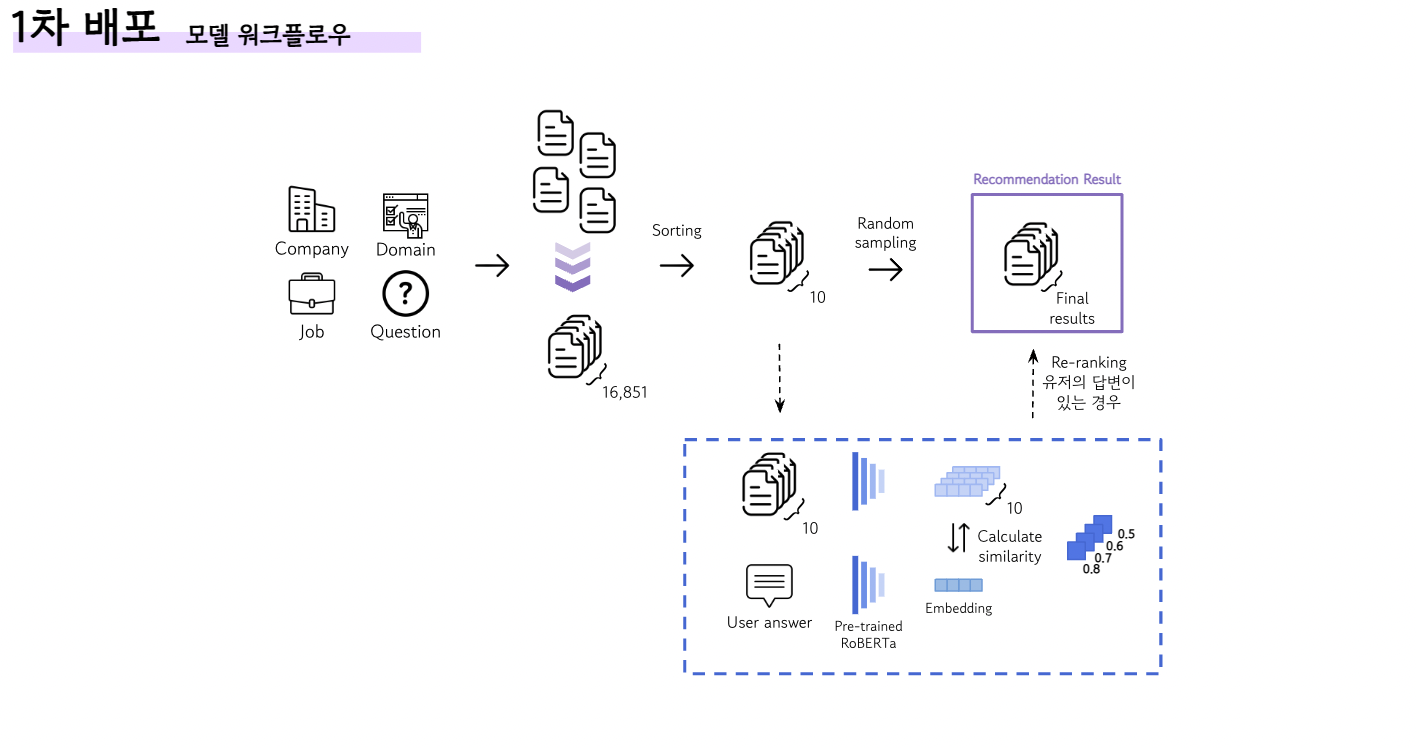 1차 배포 모델 워크플로우
Company
Domain
Job
?
Question
16,851
Sorting
10
Random
sampling
Recommendation Result
Final
results
Re-ranking
유저의 답변이
있는 경우
10
10
Calculate
similarity
0.5
0.6
0.7
0.8
User answer
Pre-trained
RoBERTa
Embedding